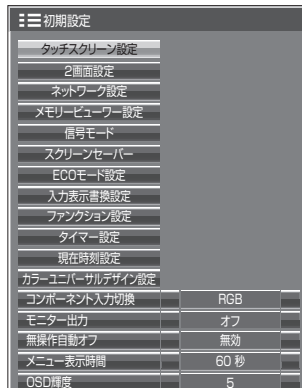 初期設定
タッチスクリーン設定
2画面設定
ネットワーク設定
メモリービューワー設定
信号モード
スクリーンセーバー
ECOモード設定
入力表示書換設定
ファンクション設定
タイマー設定
現在時刻設定
カラーユニバーサルデザイン設定
コンポーネント入力切換 RGB
モニター出力 オフ
無操作自動オフ 無効
メニュー表示時間 60 秒
OSD輝度 5